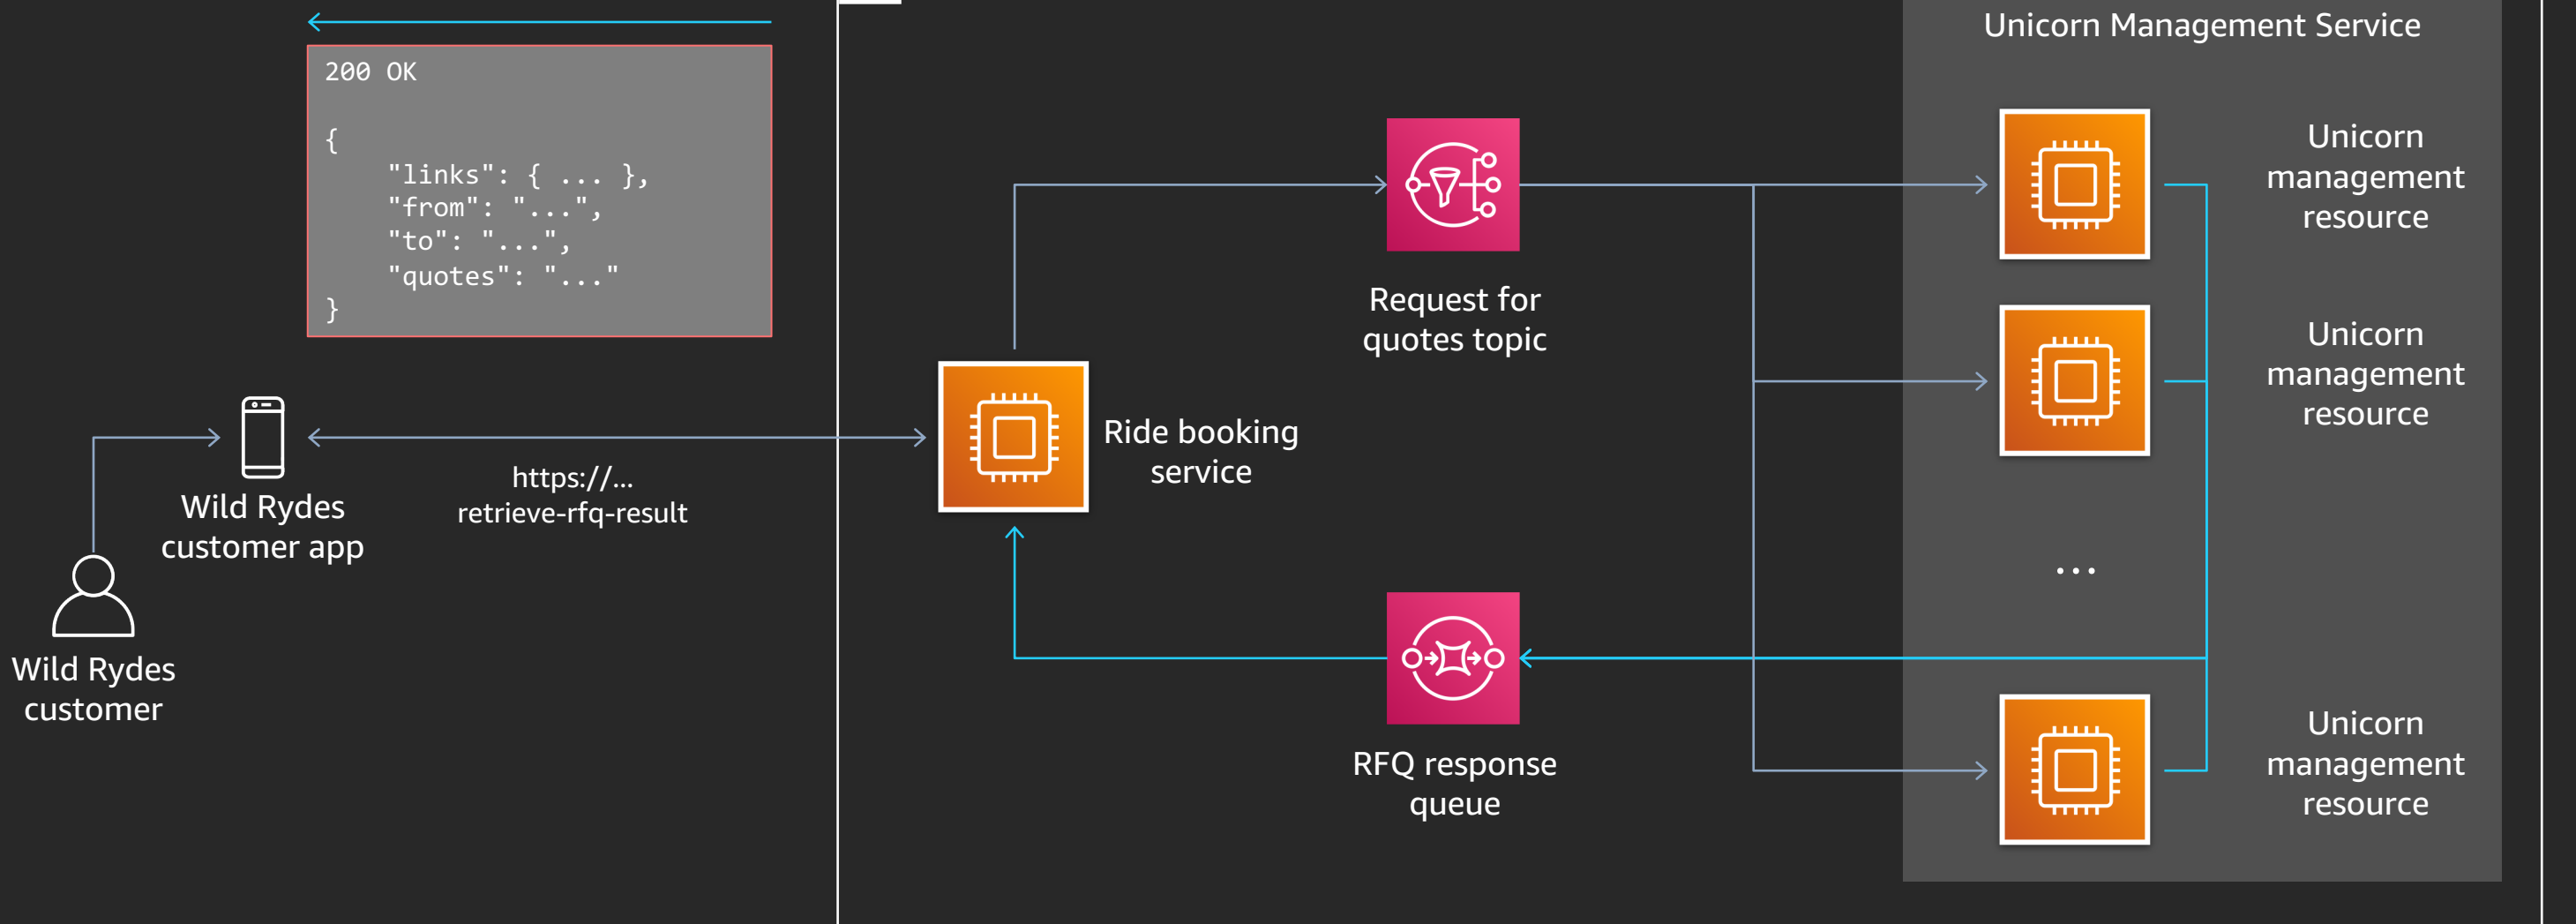 200 OK
{
"links": { ... },
"from": "...",
"to": "...",
"quotes": "..."
}
Wild Rydes
customer app
Wild Rydes
customer
https://...
retrieve-rfq-result
Ride booking
service
Request for
quotes topic
RFQ response
queue
Unicorn Management Service
Unicorn
management
resource
Unicorn
management
resource
...
Unicorn
management
resource